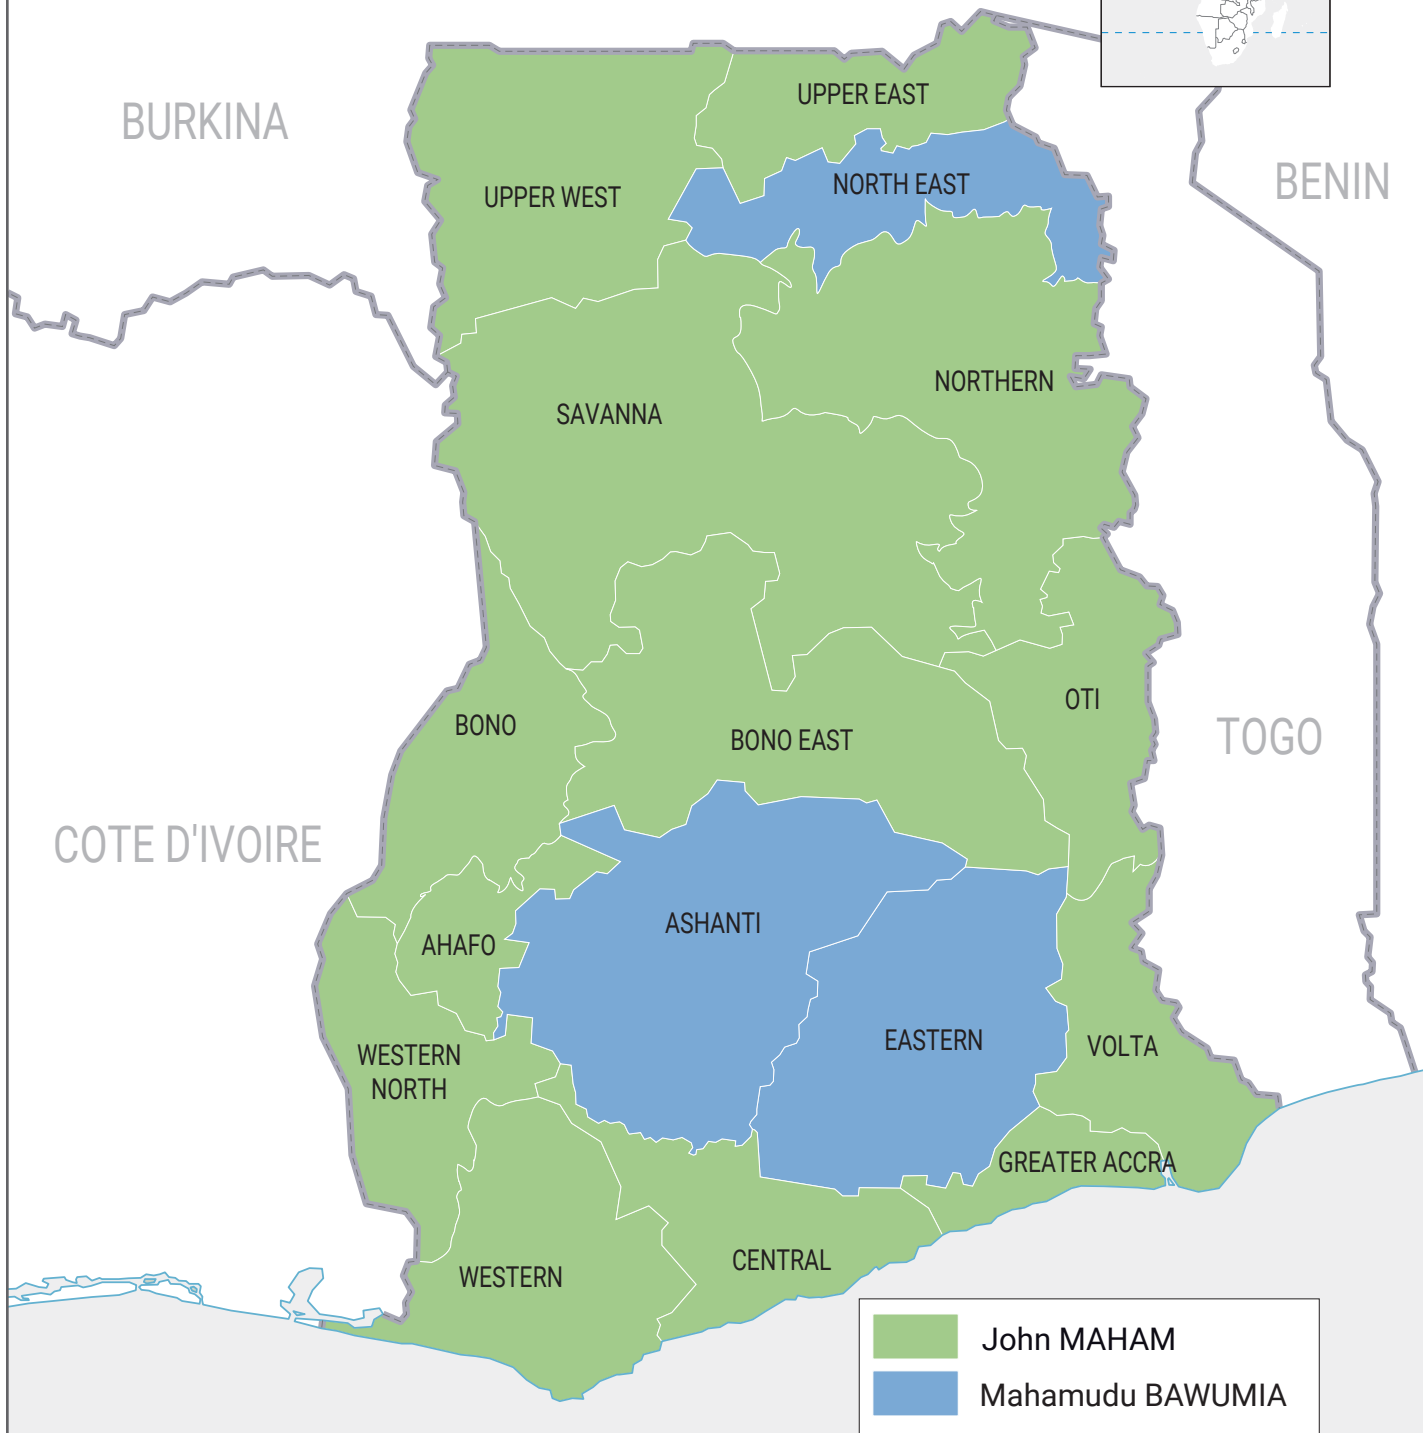 UPPER EAST
BURKINA
NORTH EAST
BENIN
UPPER WEST
NORTHERN
SAVANNA
OTI
BONO
TOGO
BONO EAST
COTE D'IVOIRE
ASHANTI
AHAFO
EASTERN
VOLTA
WESTERN
NORTH
GREATER ACCRA
CENTRAL
WESTERN
John MAHAM
Mahamudu BAWUMIA